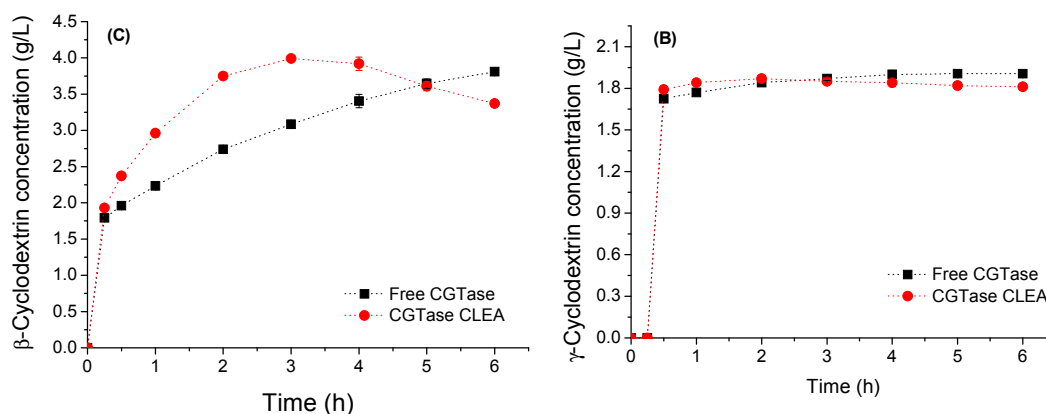 (C)
β-Cyclodextrin concentration (g/L)
4.5
4.0
3.5
3.0
2.5
2.0
1.5
1.0
0.5
0.0
Free CGTase
CGTase CLEA
0 1 2 3 4 5 6
Time (h)
(B)
γ-Cyclodextrin concentration (g/L)
2.1
1.8
1.5
1.2
0.9
0.6
0.3
0.0
Free CGTase
CGTase CLEA
0 1 2 3 4 5 6
Time (h)